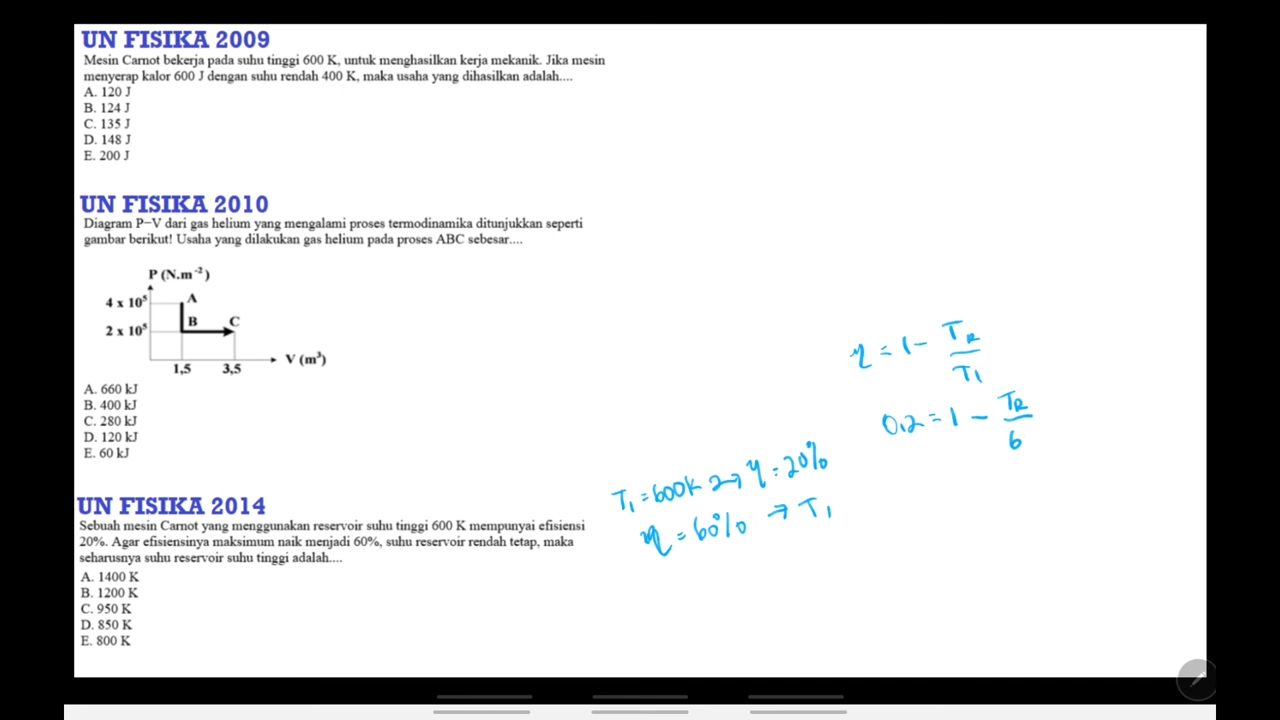 UN FISIKA 2009
Mesin Carnot bekerja pada suhu tinggi 600 K, untuk menghasilkan kerja mekanik. Jika mesin
menyerap kalor 600 J dengan suhu rendah 400 K, maka usaha yang dihasilkan adalah....
A. 120 J
B. 124 J
C. 135 J
D. 148 J
E. 200 J
UN FISIKA 2010
Diagram P–V dari gas helium yang mengalami proses termodinamika ditunjukkan seperti
gambar berikut! Usaha yang dilakukan gas helium pada proses ABC sebesar....
P (N.m⁻²)
4 x 10⁵
A
2 x 10⁵
B
C
V (m³)
1,5
3,5
A. 660 kJ
B. 400 kJ
C. 280 kJ
D. 120 kJ
E. 60 kJ
UN FISIKA 2014
Sebuah mesin Carnot yang menggunakan reservoir suhu tinggi 600 K mempunyai efisiensi
20%. Agar efisiensinya maksimum naik menjadi 60%, suhu reservoir rendah tetap, maka
seharusnya suhu reservoir suhu tinggi adalah....
A. 1400 K
B. 1200 K
C. 950 K
D. 850 K
E. 800 K
T₁ = 600K → η = 20%
η = 60% → T₁
η = 1 - TR/T₁
0,2 = 1 - TR/6